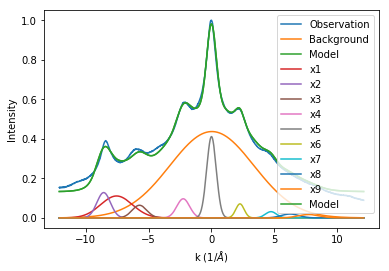 1.0
0.8
0.6
0.4
0.2
0.0
Intensity
−10
−5
0
5
10
k (1/Å)
Observation
Background
Model
x1
x2
x3
x4
x5
x6
x7
x8
x9
Model